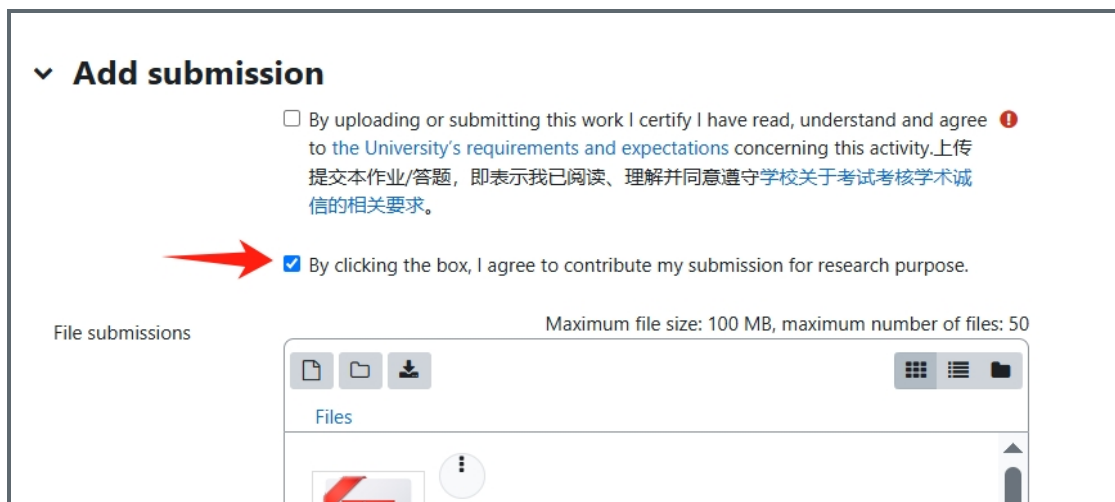 Add submission
By uploading or submitting this work I certify I have read, understand and agree
to the University's requirements and expectations concerning this activity.上传
提交本作业/答题，即表示我已阅读、理解并同意遵守学校关于考试考核学术诚
信的相关要求。
By clicking the box, I agree to contribute my submission for research purpose.
Maximum file size: 100 MB, maximum number of files: 50
File submissions
Files